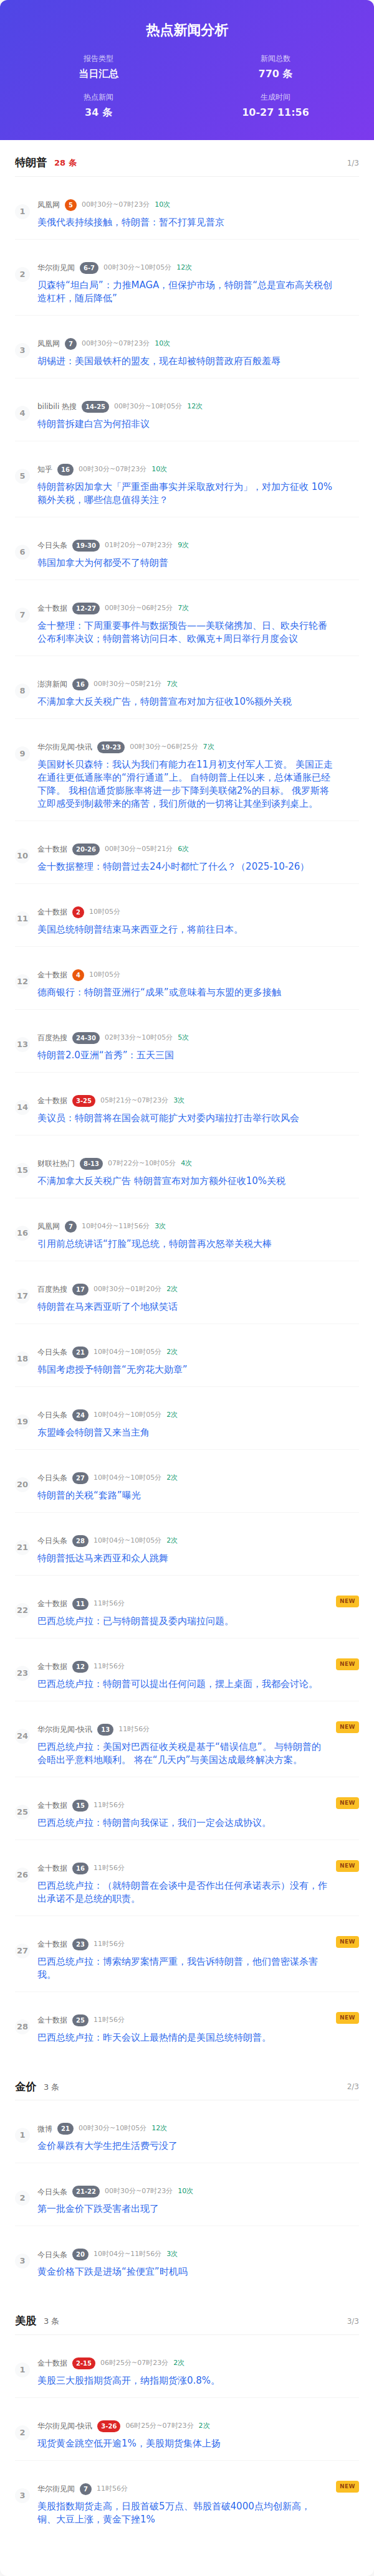 热点新闻分析
报告类型
新闻总数
当日汇总
770 条
热点新闻
生成时间
34 条
10-27 11:56
特朗普 28 条 1/3
1
凤凰网 5 00时30分~07时23分 10次
美俄代表持续接触，特朗普：暂不打算见普京
2
华尔街见闻 6-7 00时30分~10时05分 12次
贝森特“坦白局”：力推MAGA，但保护市场，特朗普“总是宣布高关税创
造杠杆，随后降低”
3
凤凰网 7 00时30分~07时23分 10次
胡锡进：美国最铁杆的盟友，现在却被特朗普政府百般羞辱
4
bilibili 热搜 14-25 00时30分~10时05分 12次
特朗普拆建白宫为何招非议
5
知乎 16 00时30分~07时23分 10次
特朗普称因加拿大「严重歪曲事实并采取敌对行为」，对加方征收 10%
额外关税，哪些信息值得关注？
6
今日头条 19-30 01时20分~07时23分 9次
韩国加拿大为何都受不了特朗普
7
金十数据 12-27 00时30分~06时25分 7次
金十整理：下周重要事件与数据预告——美联储携加、日、欧央行轮番
公布利率决议；特朗普将访问日本、欧佩克+周日举行月度会议
8
澎湃新闻 16 00时30分~05时21分 7次
不满加拿大反关税广告，特朗普宣布对加方征收10%额外关税
9
华尔街见闻-快讯 19-23 00时30分~06时25分 7次
美国财长贝森特：我认为我们有能力在11月初支付军人工资。 美国正走
在通往更低通胀率的“滑行通道”上。 自特朗普上任以来，总体通胀已经
下降。 我相信通货膨胀率将进一步下降到美联储2%的目标。 俄罗斯将
立即感受到制裁带来的痛苦，我们所做的一切将让其坐到谈判桌上。
10
金十数据 20-26 00时30分~05时21分 6次
金十数据整理：特朗普过去24小时都忙了什么？（2025-10-26）
11
金十数据 2 10时05分
美国总统特朗普结束马来西亚之行，将前往日本。
12
金十数据 4 10时05分
德商银行：特朗普亚洲行“成果”或意味着与东盟的更多接触
13
百度热搜 24-30 02时33分~10时05分 5次
特朗普2.0亚洲“首秀”：五天三国
14
金十数据 3-25 05时21分~07时23分 3次
美议员：特朗普将在国会就可能扩大对委内瑞拉打击举行吹风会
15
财联社热门 8-13 07时22分~10时05分 4次
不满加拿大反关税广告 特朗普宣布对加方额外征收10%关税
16
凤凰网 7 10时04分~11时56分 3次
引用前总统讲话“打脸”现总统，特朗普再次怒举关税大棒
17
百度热搜 17 00时30分~01时20分 2次
特朗普在马来西亚听了个地狱笑话
18
今日头条 21 10时04分~10时05分 2次
韩国考虑授予特朗普“无穷花大勋章”
19
今日头条 24 10时04分~10时05分 2次
东盟峰会特朗普又来当主角
20
今日头条 27 10时04分~10时05分 2次
特朗普的关税“套路”曝光
21
今日头条 28 10时04分~10时05分 2次
特朗普抵达马来西亚和众人跳舞
22
金十数据 11 11时56分 NEW
巴西总统卢拉：已与特朗普提及委内瑞拉问题。
23
金十数据 12 11时56分 NEW
巴西总统卢拉：特朗普可以提出任何问题，摆上桌面，我都会讨论。
24
华尔街见闻-快讯 13 11时56分 NEW
巴西总统卢拉：美国对巴西征收关税是基于“错误信息”。 与特朗普的
会晤出乎意料地顺利。 将在“几天内”与美国达成最终解决方案。
25
金十数据 15 11时56分 NEW
巴西总统卢拉：特朗普向我保证，我们一定会达成协议。
26
金十数据 16 11时56分 NEW
巴西总统卢拉：（就特朗普在会谈中是否作出任何承诺表示）没有，作
出承诺不是总统的职责。
27
金十数据 23 11时56分 NEW
巴西总统卢拉：博索纳罗案情严重，我告诉特朗普，他们曾密谋杀害
我。
28
金十数据 25 11时56分 NEW
巴西总统卢拉：昨天会议上最热情的是美国总统特朗普。
金价 3 条 2/3
1
微博 21 00时30分~10时05分 12次
金价暴跌有大学生把生活费亏没了
2
今日头条 21-22 00时30分~07时23分 10次
第一批金价下跌受害者出现了
3
今日头条 20 10时04分~11时56分 3次
黄金价格下跌是进场“捡便宜”时机吗
美股 3 条 3/3
1
金十数据 2-15 06时25分~07时23分 2次
美股三大股指期货高开，纳指期货涨0.8%。
2
华尔街见闻-快讯 3-26 06时25分~07时23分 2次
现货黄金跳空低开逾1%，美股期货集体上扬
3
华尔街见闻 7 11时56分 NEW
美股指数期货走高，日股首破5万点、韩股首破4000点均创新高，
铜、大豆上涨，黄金下挫1%